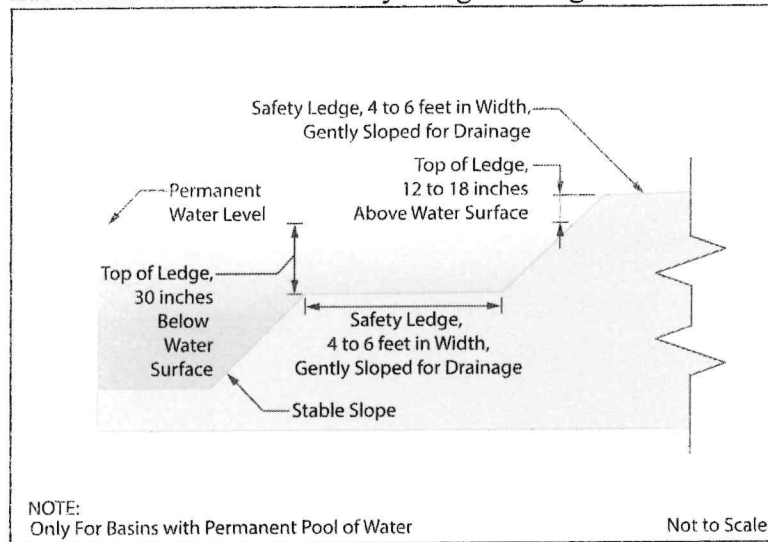 Safety Ledge, 4 to 6 feet in Width,
Gently Sloped for Drainage
Top of Ledge,
12 to 18 inches
Above Water Surface
Permanent
Water Level
Top of Ledge,
30 inches
Below
Water
Surface
Safety Ledge,
4 to 6 feet in Width,
Gently Sloped for Drainage
Stable Slope
NOTE:
Only For Basins with Permanent Pool of Water
Not to Scale